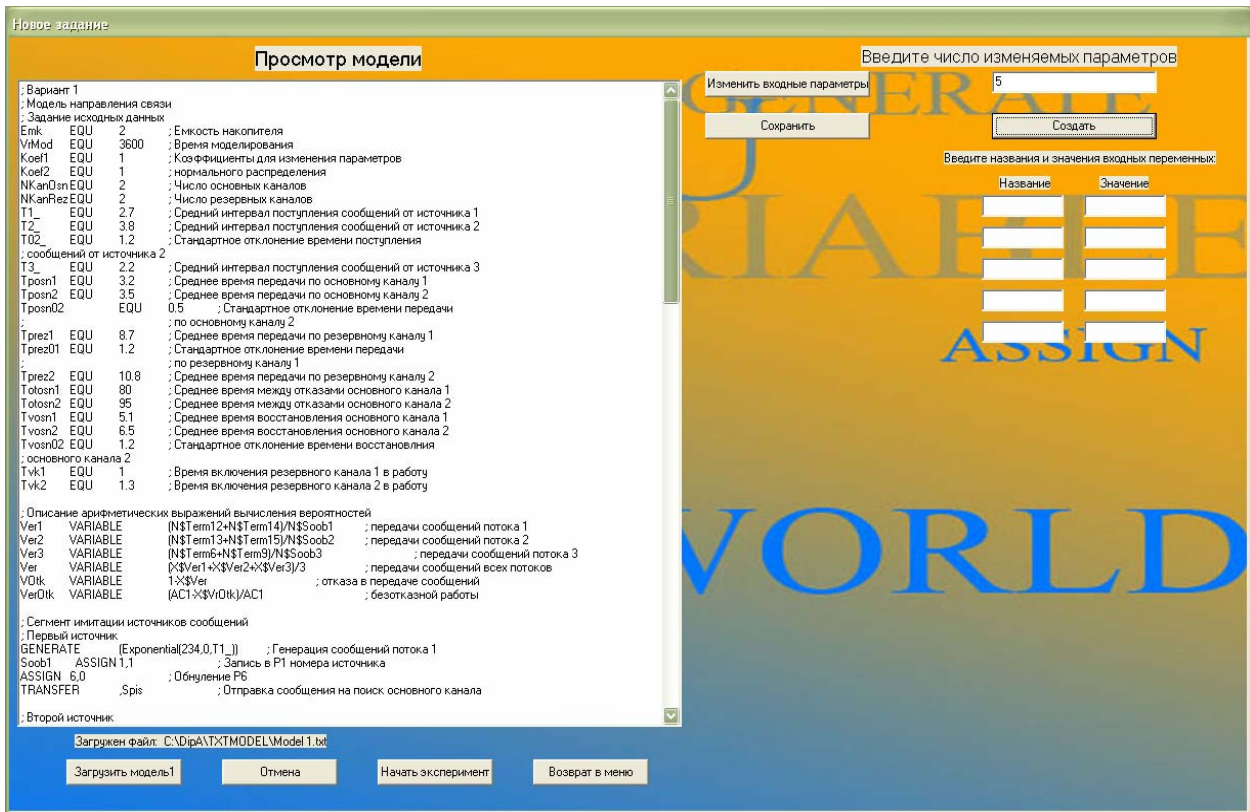 Новое задание
Просмотр модели
; Вариант 1
; Модель направления связи
; Задание исходных данных
Emk EQU 2 ; Емкость накопителя
VrMod EQU 3600 ; Время моделирования
Koef1 EQU 1 ; Коэффициенты для изменения параметров
Koef2 EQU 1 ; нормального распределения
NKanOsn EQU 2 ; Число основных каналов
NKanRez EQU 2 ; Число резервных каналов
T1_ EQU 2.7 ; Средний интервал поступления сообщений от источника 1
T2_ EQU 3.8 ; Средний интервал поступления сообщений от источника 2
T02_ EQU 1.2 ; Стандартное отклонение времени поступления
; сообщений от источника 2
T3_ EQU 2.2 ; Средний интервал поступления сообщений от источника 3
Tposn1 EQU 3.2 ; Среднее время передачи по основному каналу 1
Tposn2 EQU 3.5 ; Среднее время передачи по основному каналу 2
Tposn02 EQU 0.5 ; Стандартное отклонение времени передачи
; ; по основному каналу 2
Tprez1 EQU 8.7 ; Среднее время передачи по резервному каналу 1
Tprez01 EQU 1.2 ; Стандартное отклонение времени передачи
; ; по резервному каналу 1
Tprez2 EQU 10.8 ; Среднее время передачи по резервному каналу 2
Totosn1 EQU 80 ; Среднее время между отказами основного канала 1
Totosn2 EQU 95 ; Среднее время между отказами основного канала 2
Tvosn1 EQU 5.1 ; Среднее время восстановления основного канала 1
Tvosn2 EQU 6.5 ; Среднее время восстановления основного канала 2
Tvosn02 EQU 1.2 ; Стандартное отклонение времени восстановлния
; основного канала 2
Tvk1 EQU 1 ; Время включения резервного канала 1 в работу
Tvk2 EQU 1.3 ; Время включения резервного канала 2 в работу
; Описание арифметических выражений вычисления вероятностей
Ver1 VARIABLE (N$Term12+N$Term14)/N$Soob1 ; передачи сообщений потока 1
Ver2 VARIABLE (N$Term13+N$Term15)/N$Soob2 ; передачи сообщений потока 2
Ver3 VARIABLE (N$Term6+N$Term9)/N$Soob3 ; передачи сообщений потока 3
Ver VARIABLE (X$Ver1+X$Ver2+X$Ver3)/3 ; передачи сообщений всех потоков
VOtk VARIABLE 1-X$Ver ; отказа в передаче сообщений
VerOtk VARIABLE (AC1-X$VrOtk)/AC1 ; безотказной работы
; Сегмент имитации источников сообщений
; Первый источник
GENERATE (Exponential(234,0,T1_)) ; Генерация сообщений потока 1
Soob1 ASSIGN 1,1 ; Запись в P1 номера источника
ASSIGN 6,0 ; Обнуление P6
TRANSFER ,Spis ; Отправка сообщения на поиск основного канала
; Второй источник
Загружен файл: C:\DipA\TXTMODEL\Model 1.txt
Загрузить модель1
Отмена
Начать эксперимент
Возврат в меню
Введите число изменяемых параметров
Изменить входные параметры
5
Сохранить
Создать
Введите названия и значения входных переменных:
Название
Значение
GENERATE
RIABLE
ASSIGN
WORLD